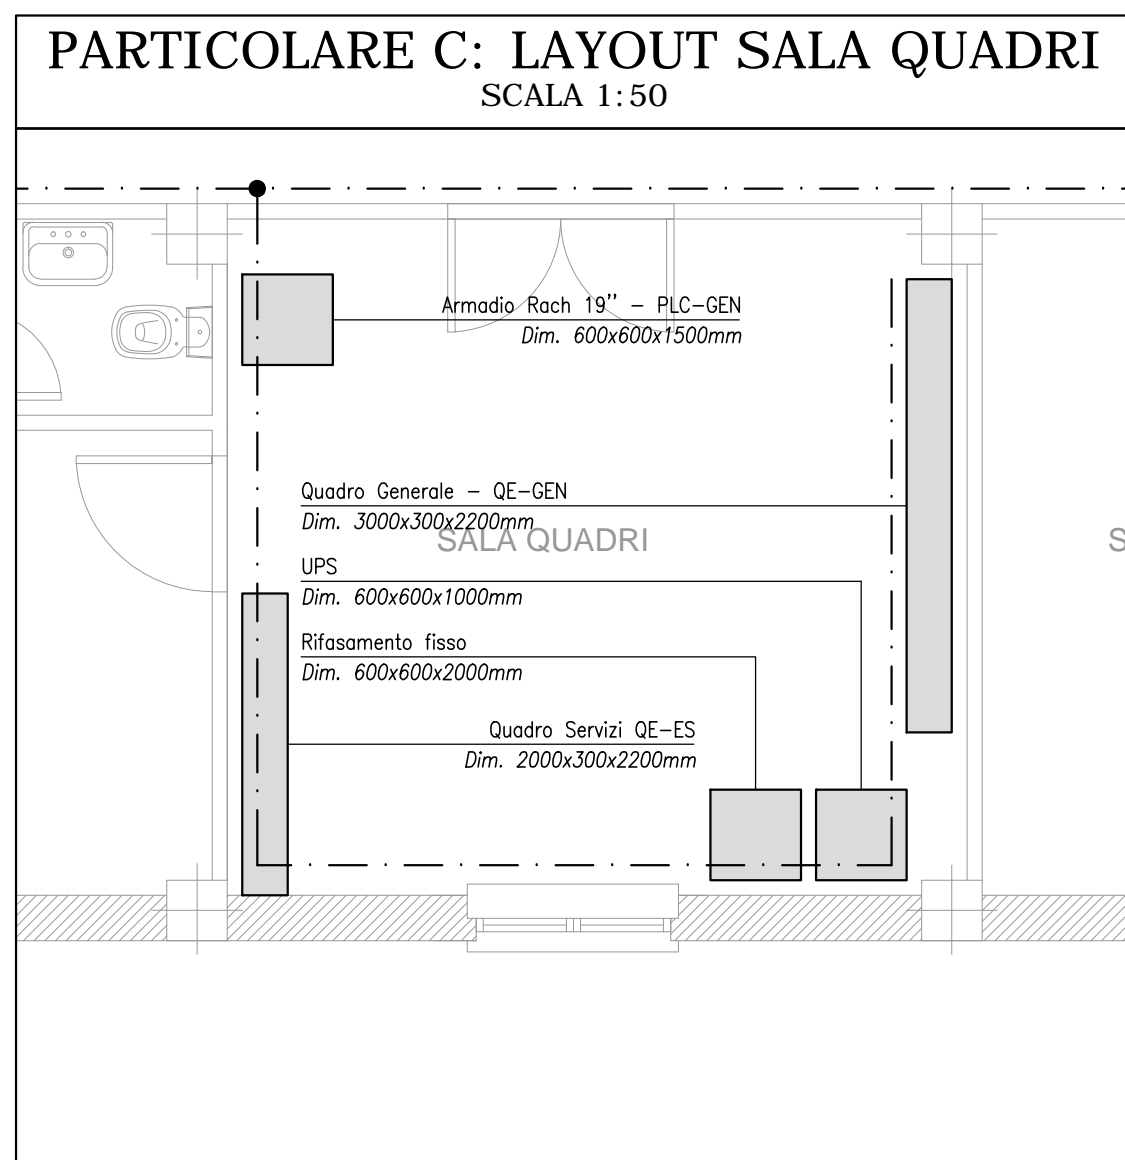 PARTICOLARE C: LAYOUT SALA QUADRI
SCALA 1:50
Armadio Rach 19'' - PLC-GEN
Dim. 600x600x1500mm
Quadro Generale - QE-GEN
Dim. 3000x300x2200mm
SALA QUADRI
S
UPS
Dim. 600x600x1000mm
Rifasamento fisso
Dim. 600x600x2000mm
Quadro Servizi QE-ES
Dim. 2000x300x2200mm